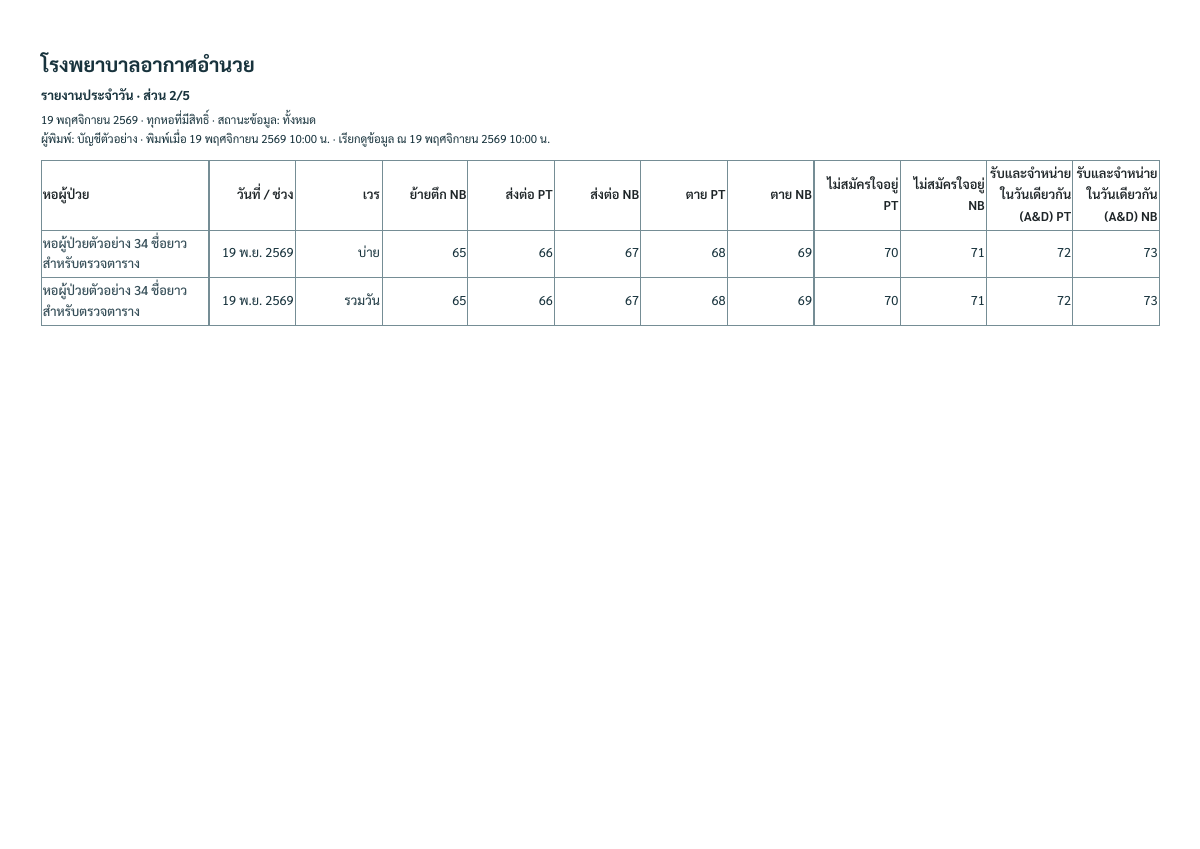 โรงพยาบาลอากาศอำนวย
รายงานประจำวัน · ส่วน 2/5
19 พฤศจิกายน 2569 · ทุกหอที่มีสิทธิ์ · สถานะข้อมูล: ทั้งหมด
ผู้พิมพ์: บัญชีตัวอย่าง · พิมพ์เมื่อ 19 พฤศจิกายน 2569 10:00 น. · เรียกดูข้อมูล ณ 19 พฤศจิกายน 2569 10:00 น.
หอผู้ป่วย วันที่ / ช่วง เวร ย้ายตึก NB ส่งต่อ PT ส่งต่อ NB ตาย PT ตาย NB ไม่สมัครใจอยู่ PT ไม่สมัครใจอยู่ NB รับและจำหน่ายในวันเดียวกัน (A&D) PT รับและจำหน่ายในวันเดียวกัน (A&D) NB
หอผู้ป่วยตัวอย่าง 34 ชื่อยาวสำหรับตรวจตาราง 19 พ.ย. 2569 บ่าย 65 66 67 68 69 70 71 72 73
หอผู้ป่วยตัวอย่าง 34 ชื่อยาวสำหรับตรวจตาราง 19 พ.ย. 2569 รวมวัน 65 66 67 68 69 70 71 72 73